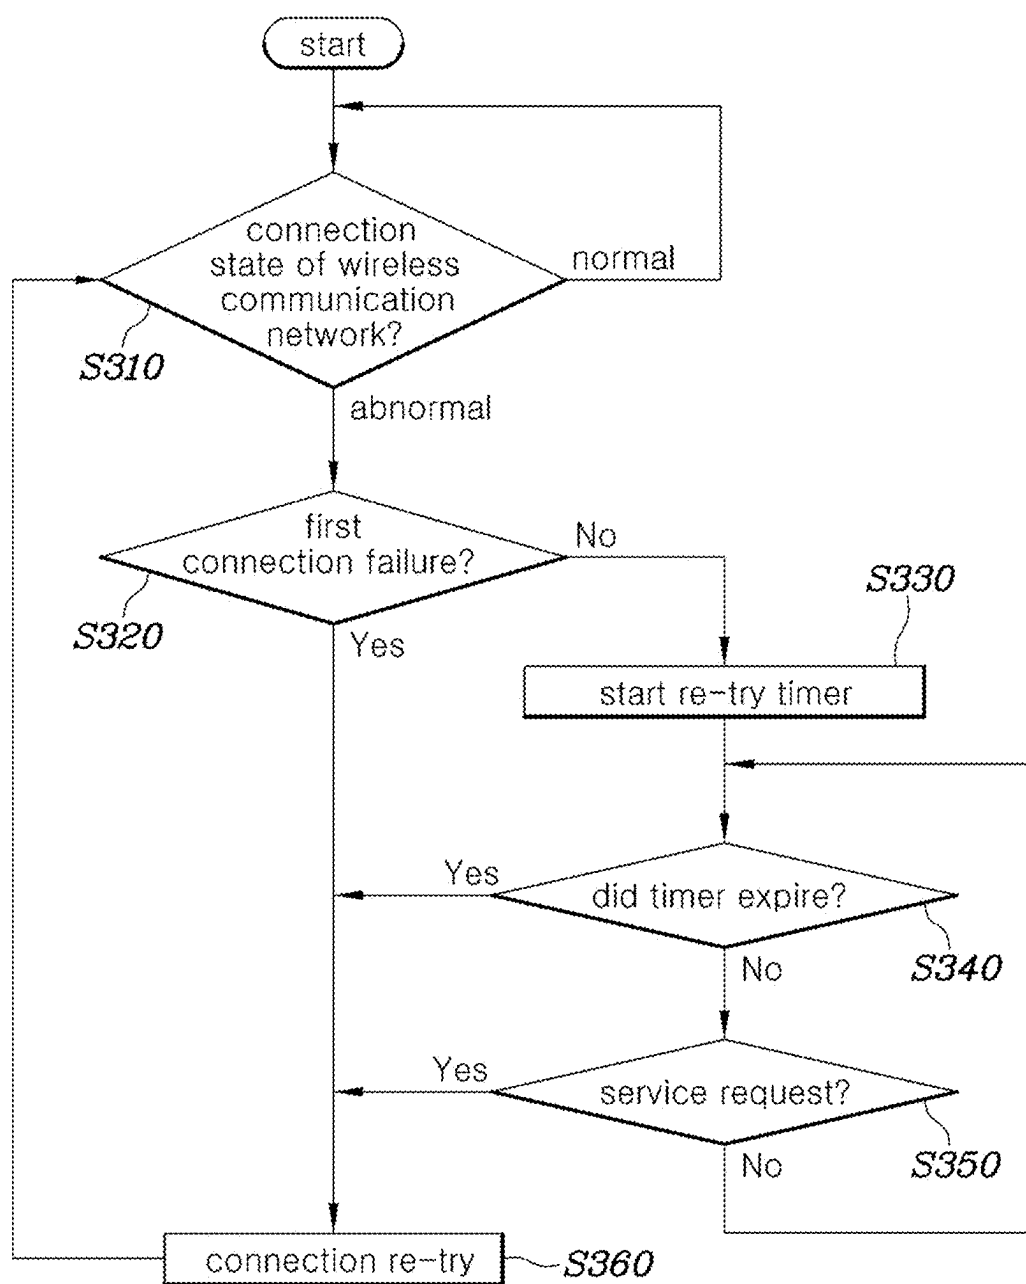 start
connection
state of wireless
communication
network?
normal
S310
abnormal
first
connection failure?
No
S320
Yes
S330
start re-try timer
Yes
did timer expire?
S340
No
Yes
service request?
S350
No
connection re-try
S360